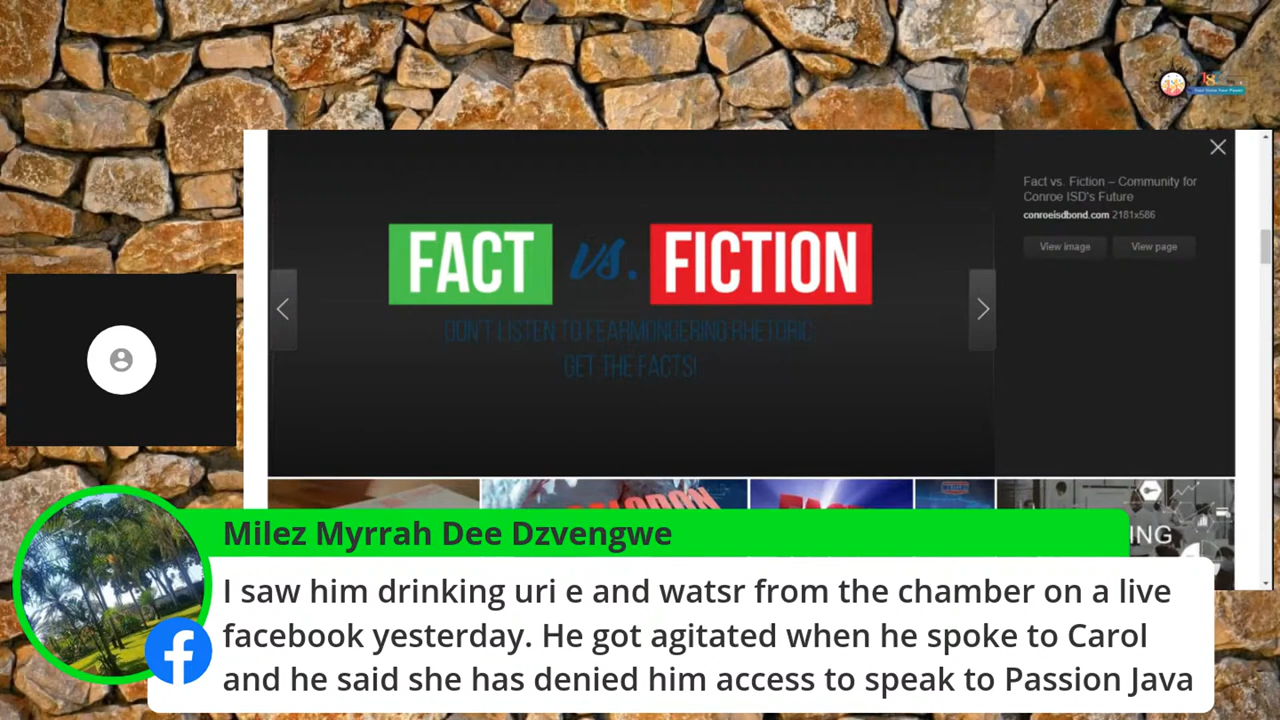 Fact vs. Fiction – Community for
Conroe ISD's Future
conroeisdbond.com 2181x586
View image View page
FACT vs. FICTION
DON'T LISTEN TO FEARMONGERING RHETORIC.
GET THE FACTS!
ING
Milez Myrrah Dee Dzvengwe
I saw him drinking uri e and watsr from the chamber on a live
facebook yesterday. He got agitated when he spoke to Carol
and he said she has denied him access to speak to Passion Java